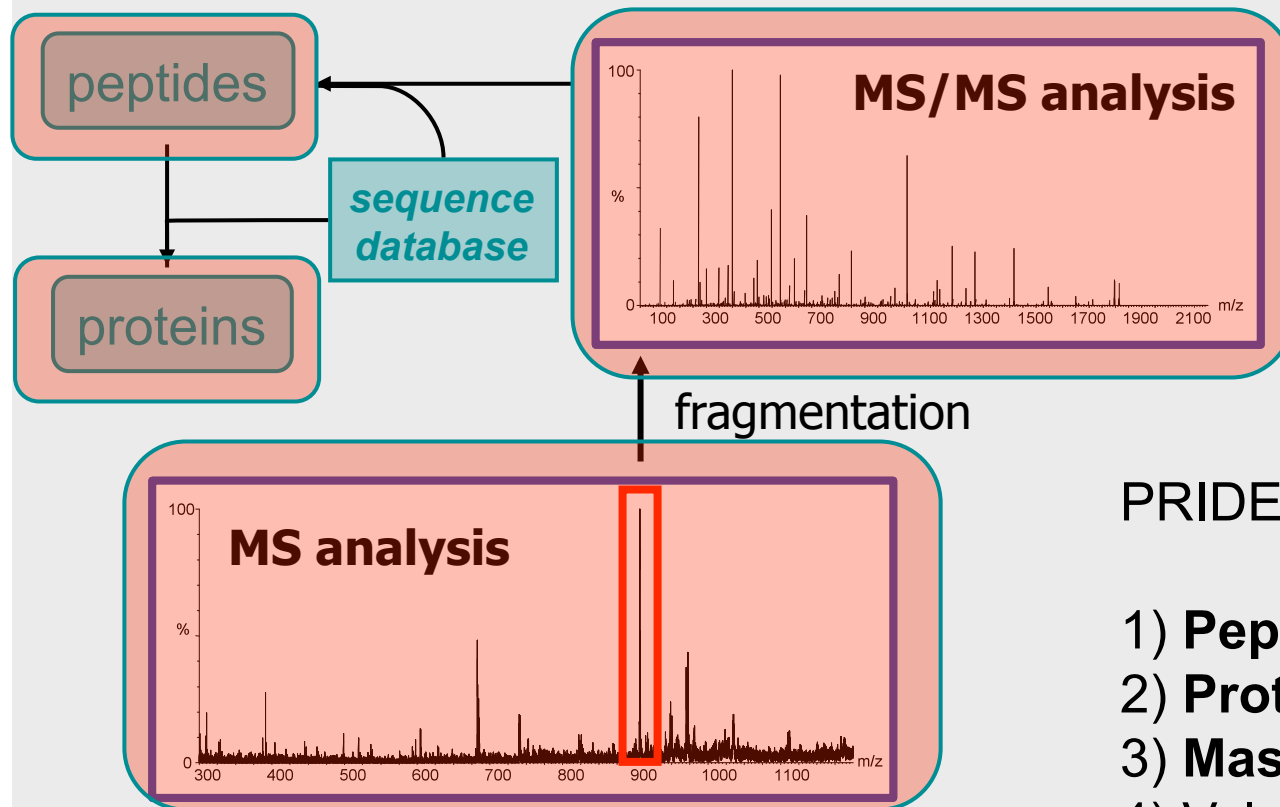 peptides
MS/MS analysis
100
%
0
100 300 500 700 900 1100 1300 1500 1700 1900 2100
m/z
sequence
database
proteins
fragmentation
MS analysis
100
%
0
300 400 500 600 700 800 900 1000 1100
m/z
PRIDE
1) Pep
2) Prot
3) Mas